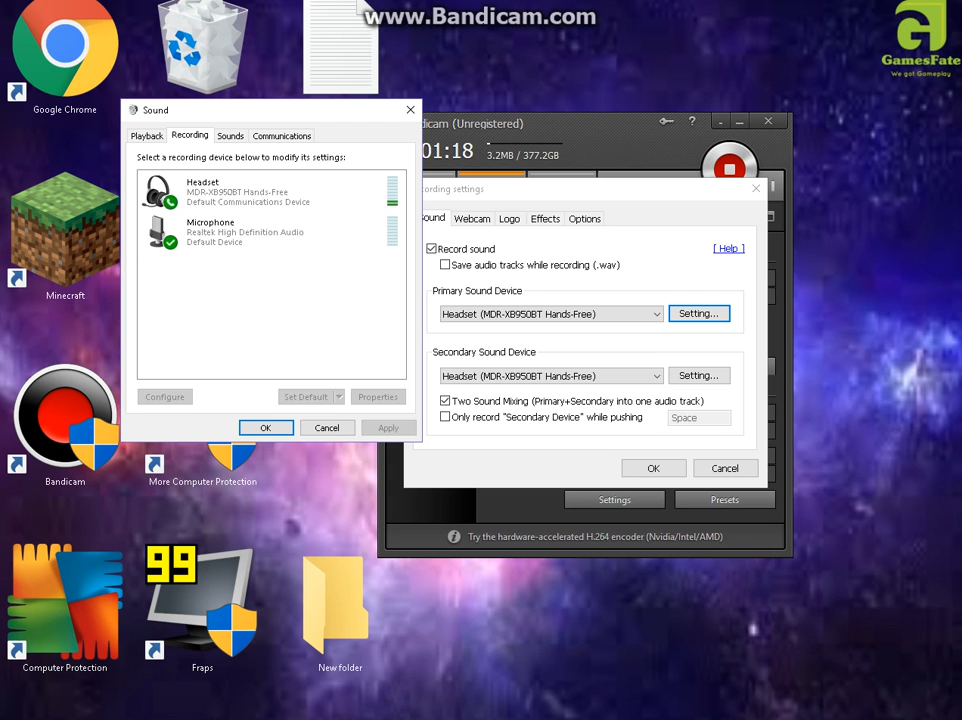 www.Bandicam.com
GamesFate
We got Gameplay
Google Chrome
Minecraft
Bandicam
More Computer Protection
Computer Protection
99
Fraps
New folder
Sound
Playback
Recording
Sounds
Communications
Select a recording device below to modify its settings:
Headset
MDR-XB950BT Hands-Free
Default Communications Device
Microphone
Realtek High Definition Audio
Default Device
Configure
Set Default
Properties
OK
Cancel
Apply
dicam (Unregistered)
?
01:18
3.2MB / 377.2GB
cording settings
ound
Webcam
Logo
Effects
Options
Record sound
[ Help ]
Save audio tracks while recording (.wav)
Primary Sound Device
Headset (MDR-XB950BT Hands-Free)
Setting...
Secondary Sound Device
Headset (MDR-XB950BT Hands-Free)
Setting...
Two Sound Mixing (Primary+Secondary into one audio track)
Only record "Secondary Device" while pushing
Space
OK
Cancel
Settings
Presets
Try the hardware-accelerated H.264 encoder (Nvidia/Intel/AMD)